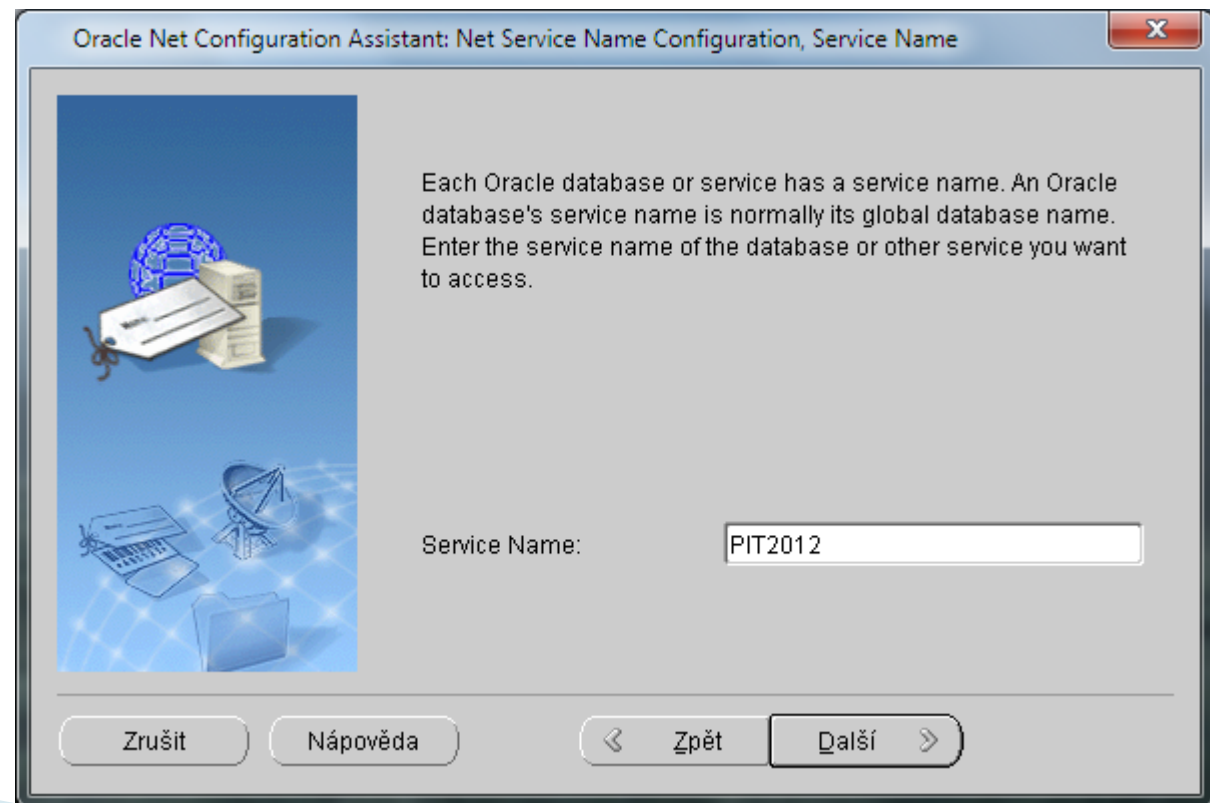 Oracle Net Configuration Assistant: Net Service Name Configuration, Service Name
Each Oracle database or service has a service name. An Oracle
database's service name is normally its global database name.
Enter the service name of the database or other service you want
to access.
Service Name: PIT2012
Zrušit Nápověda Zpět Další